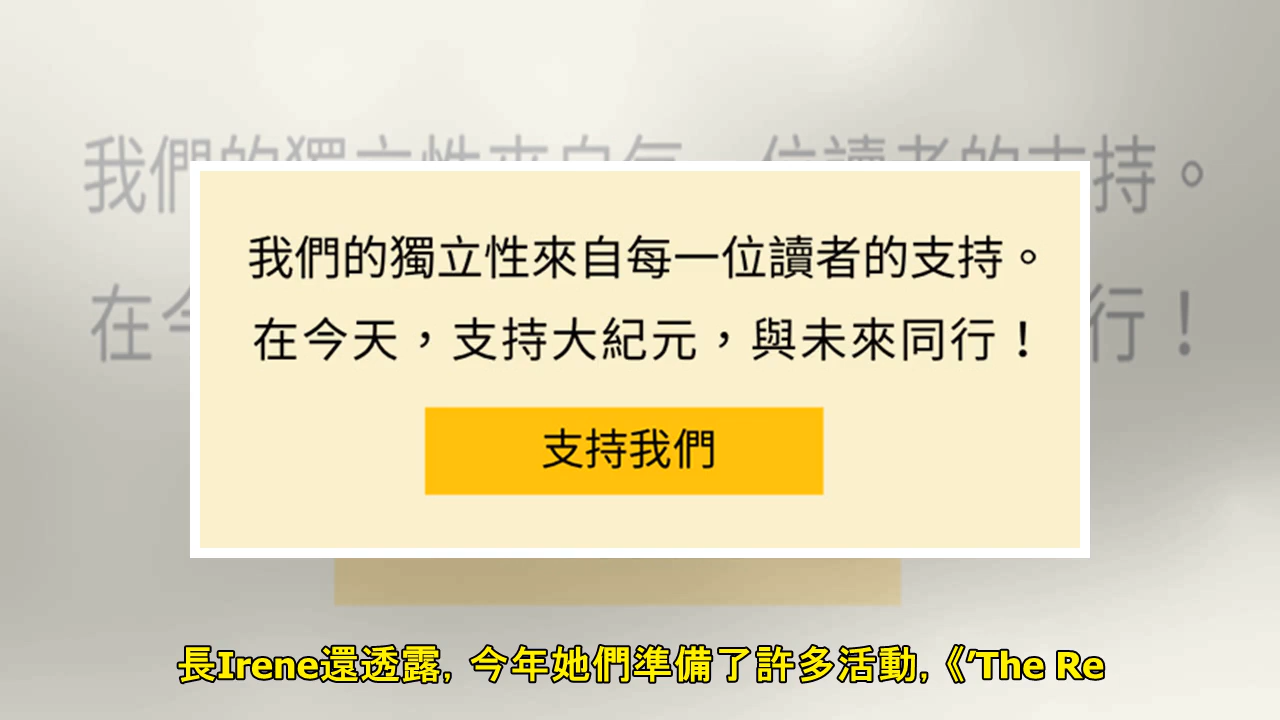 我們的獨立性來自每一位讀者的支持。
在今天，支持大紀元，與未來同行！
支持我們
長Irene還透露, 今年她們準備了許多活動,《‘The Re